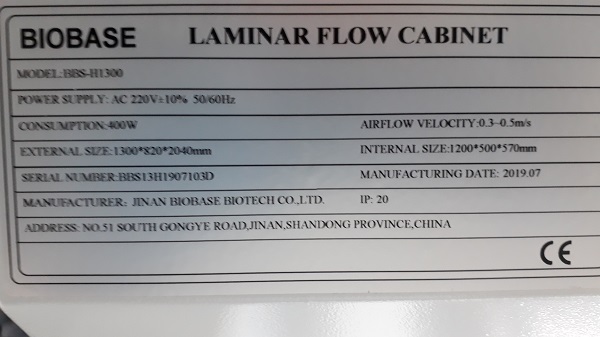 BIOBASE LAMINAR FLOW CABINET
MODEL:BBS-H1300
POWER SUPPLY: AC 220V±10% 50/60Hz
CONSUMPTION:400W AIRFLOW VELOCITY:0.3~0.5m/s
EXTERNAL SIZE:1300*820*2040mm INTERNAL SIZE:1200*500*570mm
SERIAL NUMBER:BBS13H1907103D MANUFACTURING DATE: 2019.07
MANUFACTURER: JINAN BIOBASE BIOTECH CO.,LTD. IP: 20
ADDRESS: NO.51 SOUTH GONGYE ROAD,JINAN,SHANDONG PROVINCE,CHINA
CE